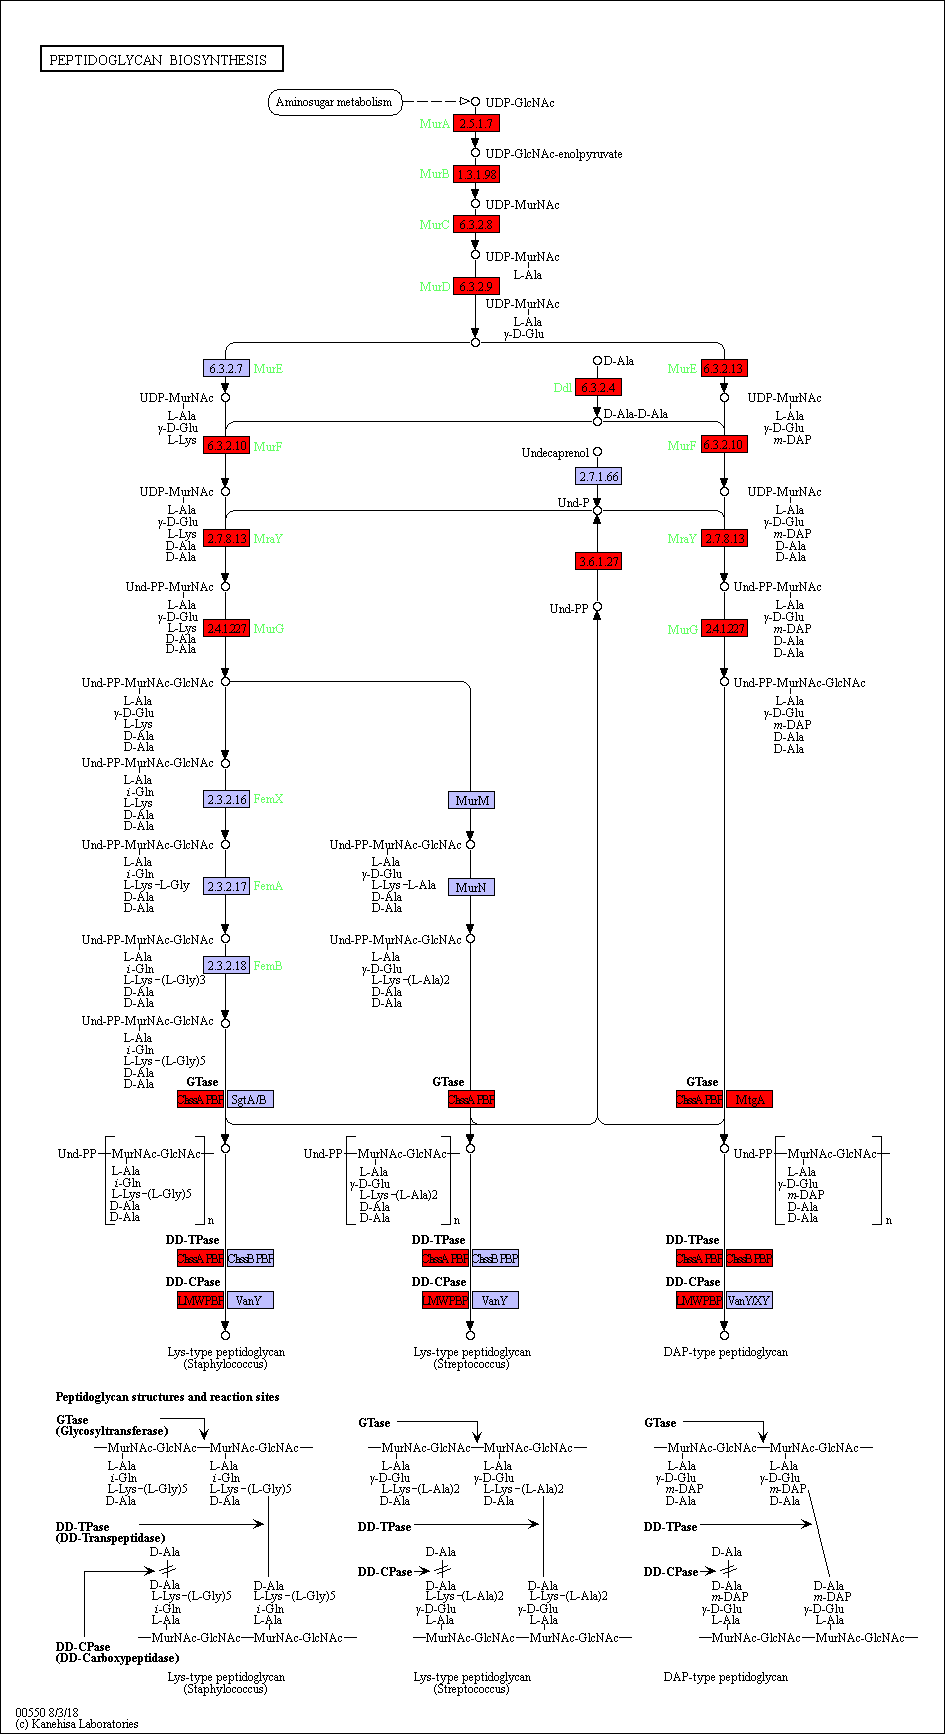 PEPTIDOGLYCAN BIOSYNTHESIS
Aminosugar metabolism
UDP-GlcNAc
MurA 2.5.1.7
UDP-GlcNAc-enolpyruvate
MurB 1.3.1.98
UDP-MurNAc
MurC 6.3.2.8
UDP-MurNAc
L-Ala
MurD 6.3.2.9
UDP-MurNAc
L-Ala
γ-D-Glu
6.3.2.7 MurE
D-Ala
Ddl 6.3.2.4
MurE 6.3.2.13
UDP-MurNAc
L-Ala
γ-D-Glu
L-Lys
D-Ala-D-Ala
UDP-MurNAc
L-Ala
γ-D-Glu
m-DAP
6.3.2.10 MurF
MurF 6.3.2.10
Undecaprenol
2.7.1.66
Und-P
UDP-MurNAc
L-Ala
γ-D-Glu
L-Lys
D-Ala
D-Ala
UDP-MurNAc
L-Ala
γ-D-Glu
m-DAP
D-Ala
D-Ala
2.7.8.13 MraY
MraY 2.7.8.13
3.6.1.27
Und-PP
Und-PP-MurNAc
L-Ala
γ-D-Glu
L-Lys
D-Ala
D-Ala
Und-PP-MurNAc
L-Ala
γ-D-Glu
m-DAP
D-Ala
D-Ala
2.4.1.227 MurG
MurG 2.4.1.227
Und-PP-MurNAc-GlcNAc
L-Ala
γ-D-Glu
L-Lys
D-Ala
D-Ala
Und-PP-MurNAc-GlcNAc
L-Ala
γ-D-Glu
m-DAP
D-Ala
D-Ala
Und-PP-MurNAc-GlcNAc
L-Ala
i-Gln
L-Lys
D-Ala
D-Ala
2.3.2.16 FemX
MurM
Und-PP-MurNAc-GlcNAc
L-Ala
i-Gln
L-Lys-L-Gly
D-Ala
D-Ala
2.3.2.17 FemA
Und-PP-MurNAc-GlcNAc
L-Ala
γ-D-Glu
L-Lys-L-Ala
D-Ala
D-Ala
MurN
Und-PP-MurNAc-GlcNAc
L-Ala
i-Gln
L-Lys-(L-Gly)3
D-Ala
D-Ala
2.3.2.18 FemB
Und-PP-MurNAc-GlcNAc
L-Ala
γ-D-Glu
L-Lys-(L-Ala)2
D-Ala
D-Ala
Und-PP-MurNAc-GlcNAc
L-Ala
i-Gln
L-Lys-(L-Gly)5
D-Ala
D-Ala
GTase
ClassA PBP SgtA/B
GTase
ClassA PBP
GTase
ClassA PBP MtgA
Und-PP MurNAc-GlcNAc
L-Ala
i-Gln
L-Lys-(L-Gly)5
D-Ala
D-Ala
n
Und-PP MurNAc-GlcNAc
L-Ala
γ-D-Glu
L-Lys-(L-Ala)2
D-Ala
D-Ala
n
Und-PP MurNAc-GlcNAc
L-Ala
γ-D-Glu
m-DAP
D-Ala
D-Ala
n
DD-TPase
ClassA PBP ClassB PBP
DD-CPase
LMW PBP VanY
DD-TPase
ClassA PBP ClassB PBP
DD-CPase
LMW PBP VanY
DD-TPase
ClassA PBP ClassB PBP
DD-CPase
LMW PBP VanY/XY
Lys-type peptidoglycan
(Staphylococcus)
Lys-type peptidoglycan
(Streptococcus)
DAP-type peptidoglycan
Peptidoglycan structures and reaction sites
GTase
(Glycosyltransferase)
MurNAc-GlcNAc MurNAc-GlcNAc
L-Ala L-Ala
i-Gln i-Gln
L-Lys-(L-Gly)5 L-Lys-(L-Gly)5
D-Ala D-Ala
DD-TPase
(DD-Transpeptidase)
D-Ala
D-Ala D-Ala
L-Lys-(L-Gly)5 L-Lys-(L-Gly)5
i-Gln i-Gln
L-Ala L-Ala
MurNAc-GlcNAc MurNAc-GlcNAc
DD-CPase
(DD-Carboxypeptidase)
Lys-type peptidoglycan
(Staphylococcus)
GTase
MurNAc-GlcNAc MurNAc-GlcNAc
L-Ala L-Ala
γ-D-Glu γ-D-Glu
L-Lys-(L-Ala)2 L-Lys-(L-Ala)2
D-Ala D-Ala
DD-TPase
D-Ala
DD-CPase
D-Ala D-Ala
L-Lys-(L-Ala)2 L-Lys-(L-Ala)2
γ-D-Glu γ-D-Glu
L-Ala L-Ala
MurNAc-GlcNAc MurNAc-GlcNAc
Lys-type peptidoglycan
(Streptococcus)
GTase
MurNAc-GlcNAc MurNAc-GlcNAc
L-Ala L-Ala
γ-D-Glu γ-D-Glu
m-DAP m-DAP
D-Ala D-Ala
DD-TPase
D-Ala
DD-CPase
D-Ala D-Ala
m-DAP m-DAP
γ-D-Glu γ-D-Glu
L-Ala L-Ala
MurNAc-GlcNAc MurNAc-GlcNAc
DAP-type peptidoglycan
00550 8/3/18
(c) Kanehisa Laboratories